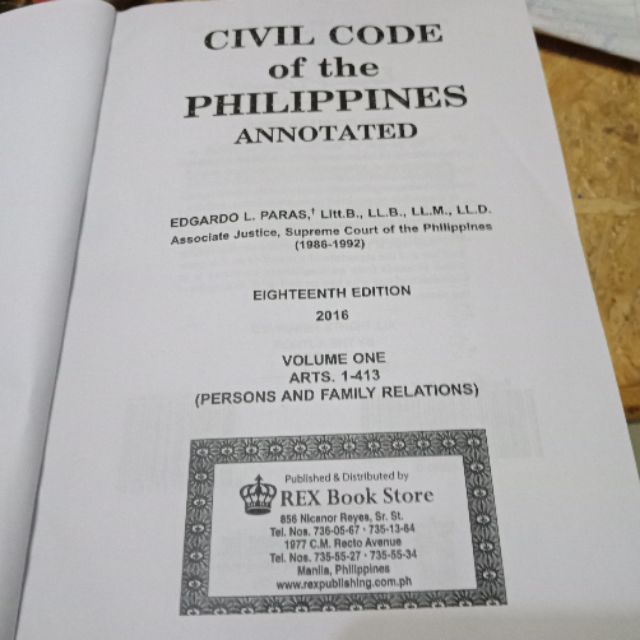 CIVIL CODE
of the
PHILIPPINES
ANNOTATED
EDGARDO L. PARAS,† Litt.B., LL.B., LL.M., LL.D.
Associate Justice, Supreme Court of the Philippines
(1986-1992)
EIGHTEENTH EDITION
2016
VOLUME ONE
ARTS. 1-413
(PERSONS AND FAMILY RELATIONS)
Published & Distributed by
REX Book Store
856 Nicanor Reyes, Sr. St.
Tel. Nos. 736-05-67 • 735-13-64
1977 C.M. Recto Avenue
Tel. Nos. 735-55-27 • 735-55-34
Manila, Philippines
www.rexpublishing.com.ph